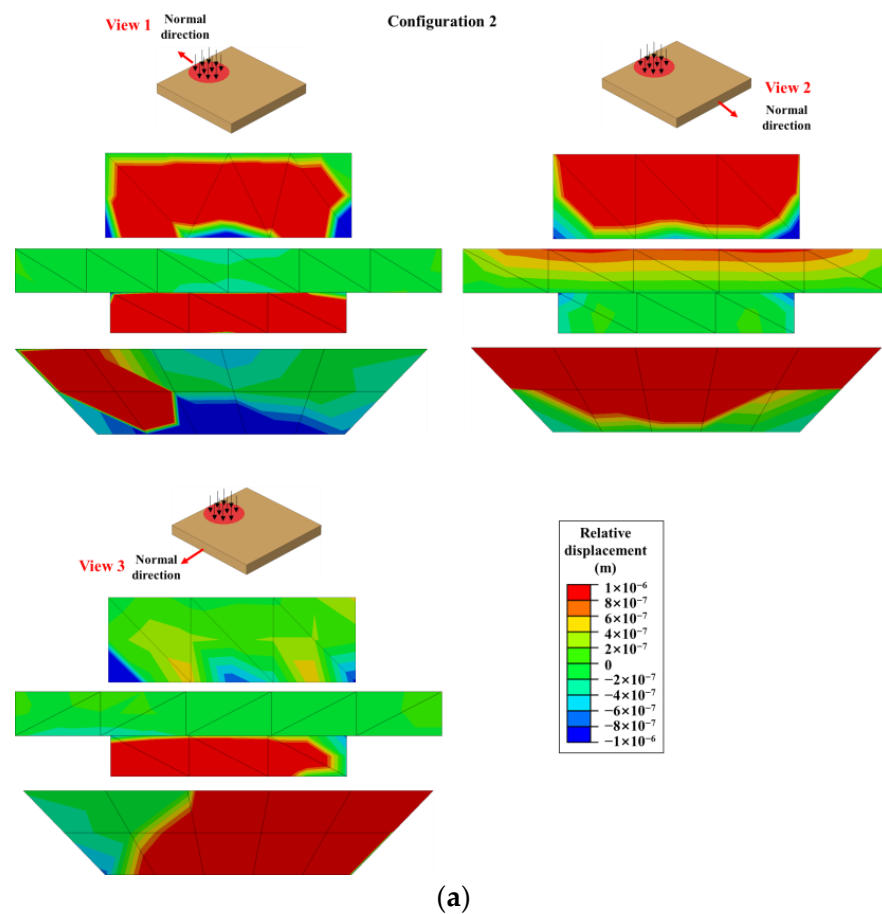 Configuration 2
View 1
Normal
direction
View 2
Normal
direction
View 3
Normal
direction
Relative
displacement
(m)
1×10⁻⁶
8×10⁻⁷
6×10⁻⁷
4×10⁻⁷
2×10⁻⁷
0
−2×10⁻⁷
−4×10⁻⁷
−6×10⁻⁷
−8×10⁻⁷
−1×10⁻⁶
(a)